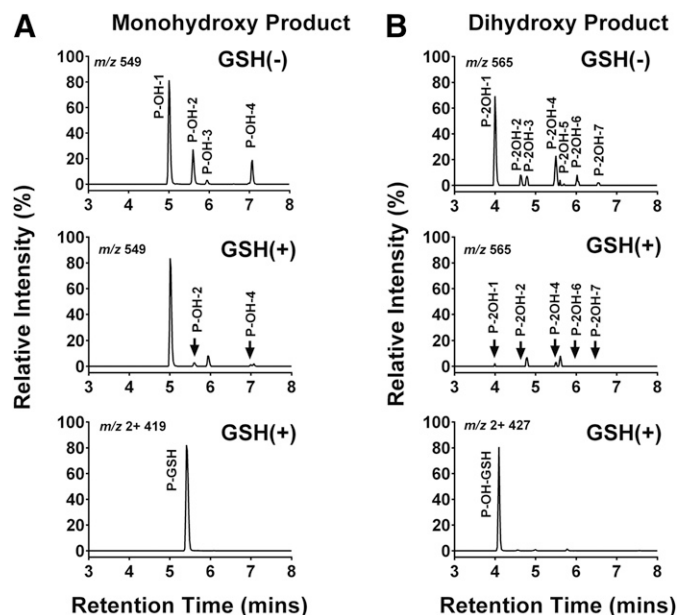 A Monohydroxy Product
m/z 549
GSH(-)
P-OH-1
P-OH-2
P-OH-3
P-OH-4
100
80
60
40
20
0
3 4 5 6 7 8
m/z 549
GSH(+)
P-OH-2
P-OH-4
100
80
60
40
20
0
3 4 5 6 7 8
Relative Intensity (%)
m/z 2+ 419
GSH(+)
P-GSH
100
80
60
40
20
0
3 4 5 6 7 8
Retention Time (mins)
B Dihydroxy Product
m/z 565
GSH(-)
P-2OH-1
P-2OH-2
P-2OH-3
P-2OH-4
P-2OH-5
P-2OH-6
P-2OH-7
100
80
60
40
20
0
3 4 5 6 7 8
m/z 565
GSH(+)
P-2OH-1
P-2OH-2
P-2OH-4
P-2OH-6
P-2OH-7
100
80
60
40
20
0
3 4 5 6 7 8
Relative Intensity (%)
m/z 2+ 427
GSH(+)
P-OH-GSH
100
80
60
40
20
0
3 4 5 6 7 8
Retention Time (mins)